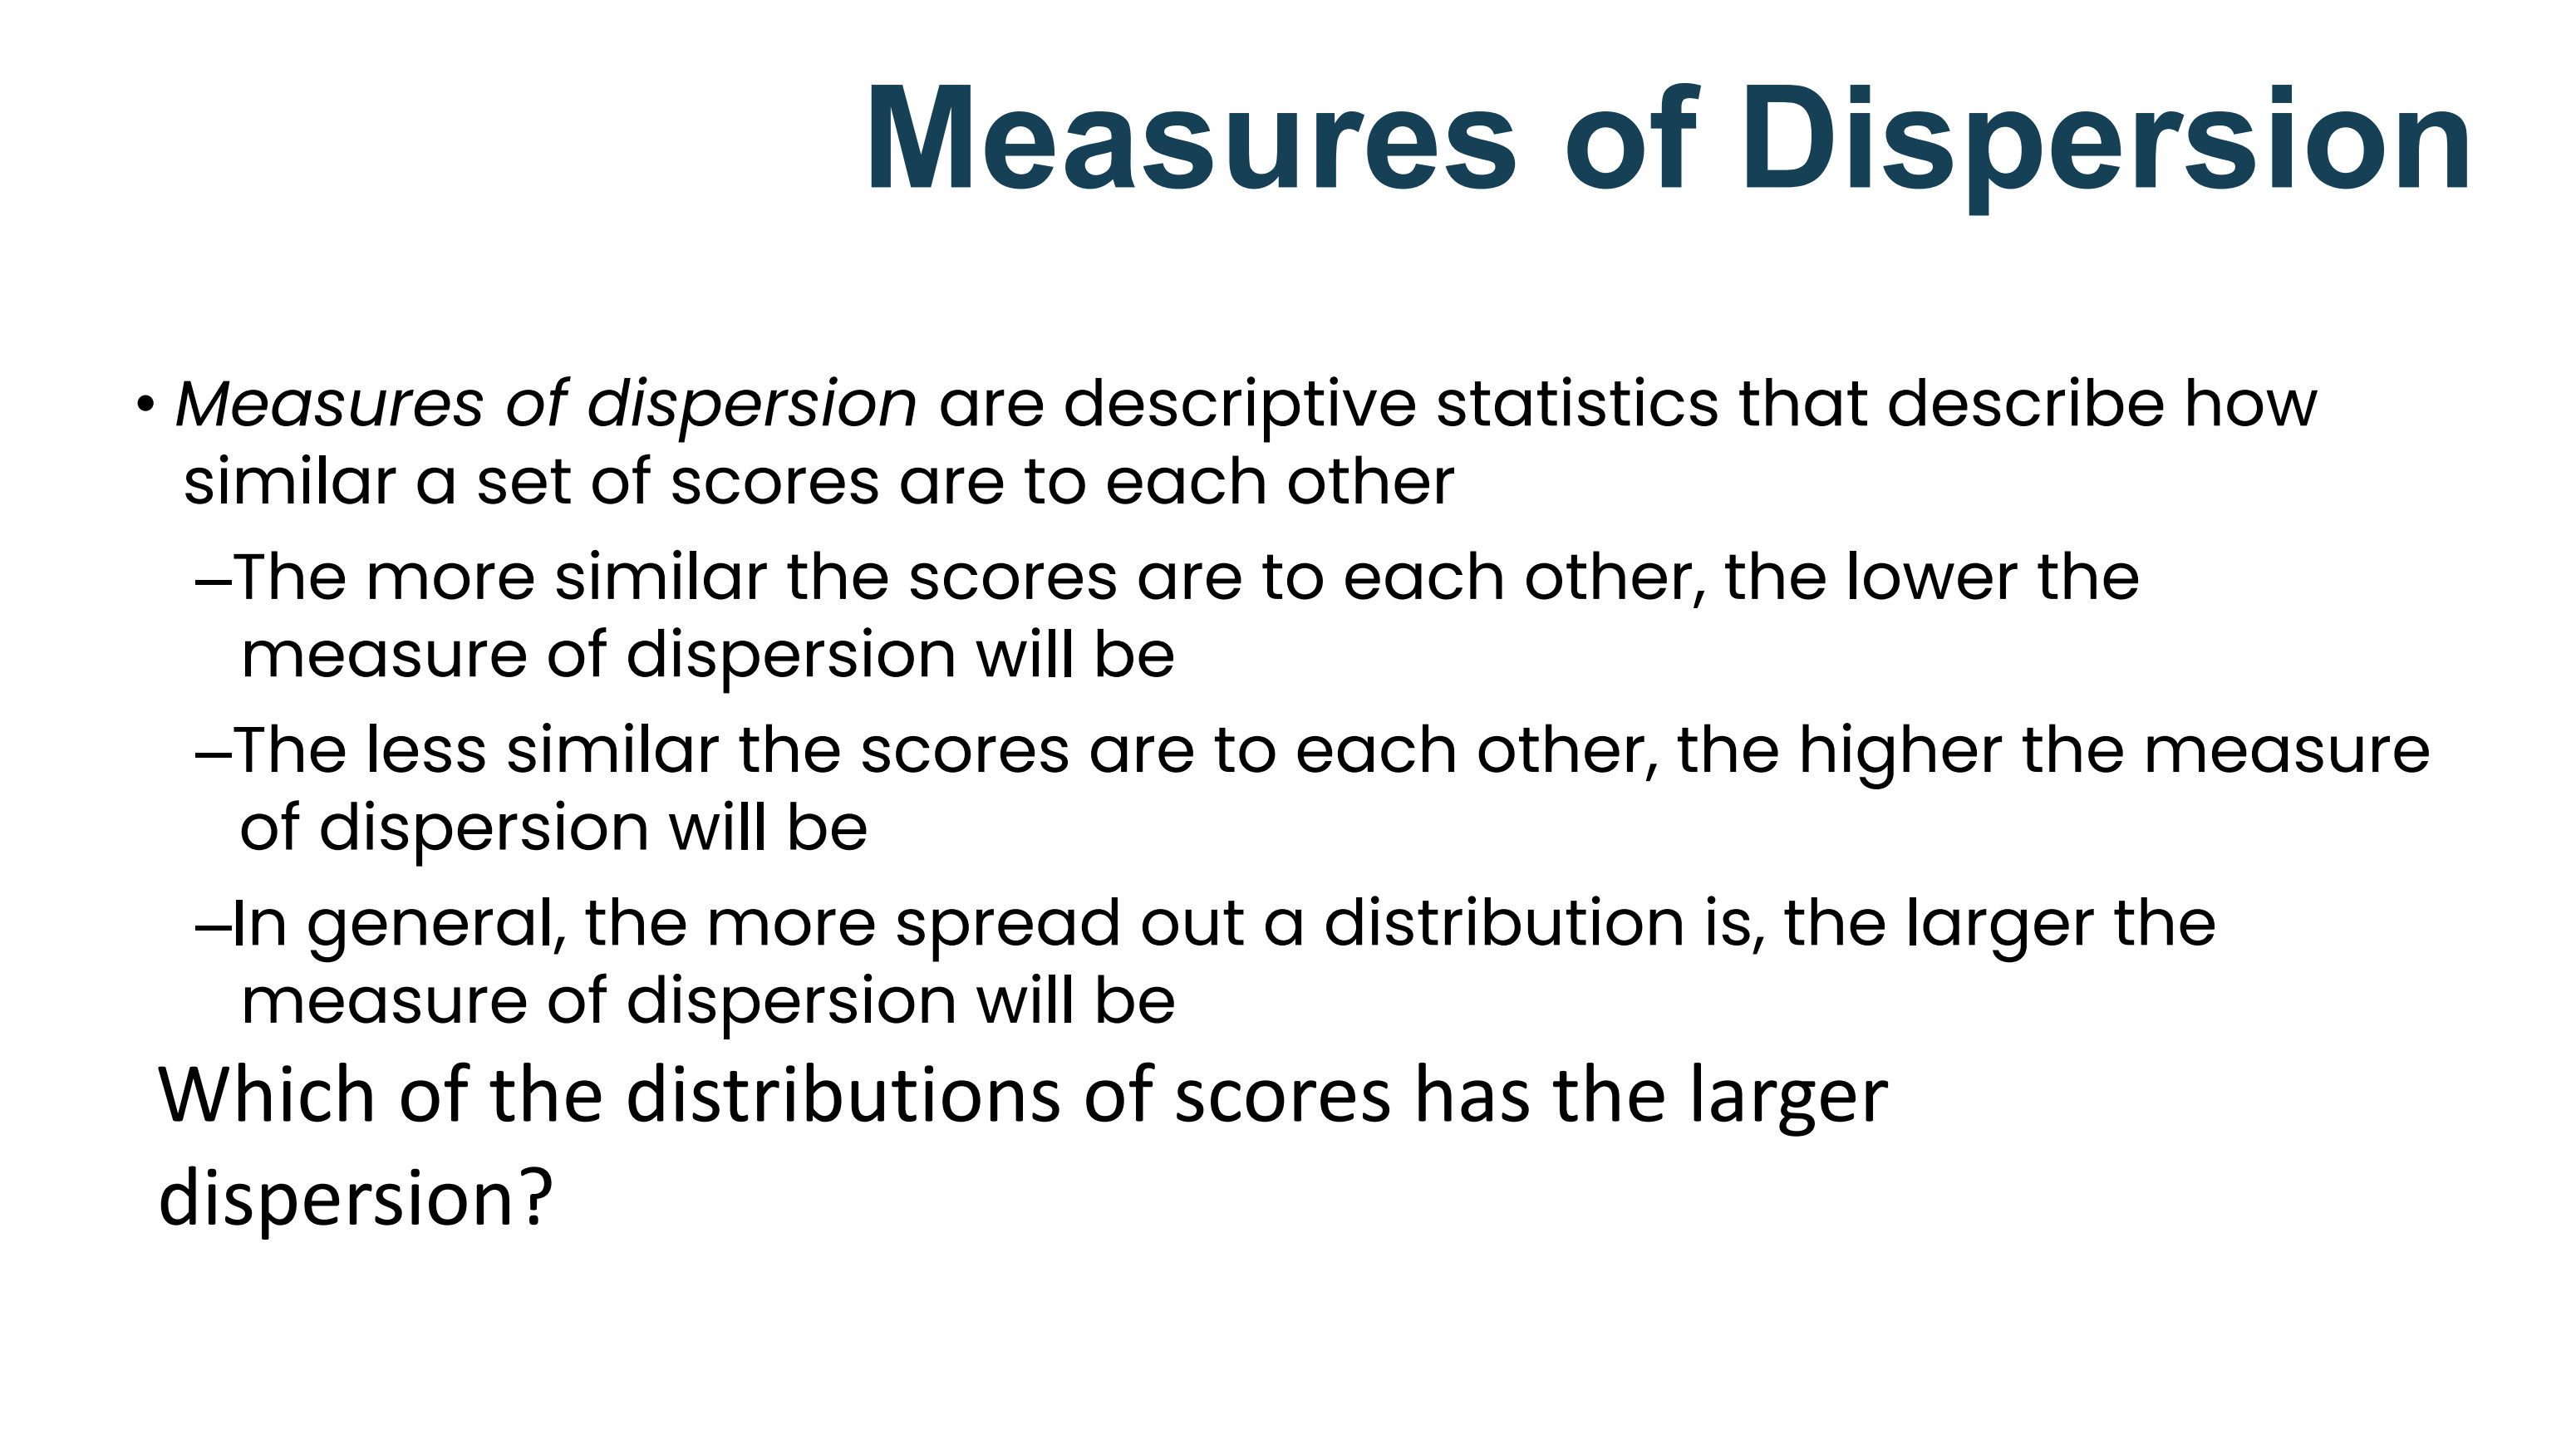 Measures of Dispersion
• Measures of dispersion are descriptive statistics that describe how
similar a set of scores are to each other
–The more similar the scores are to each other, the lower the
measure of dispersion will be
–The less similar the scores are to each other, the higher the measure
of dispersion will be
–In general, the more spread out a distribution is, the larger the
measure of dispersion will be
Which of the distributions of scores has the larger
dispersion?